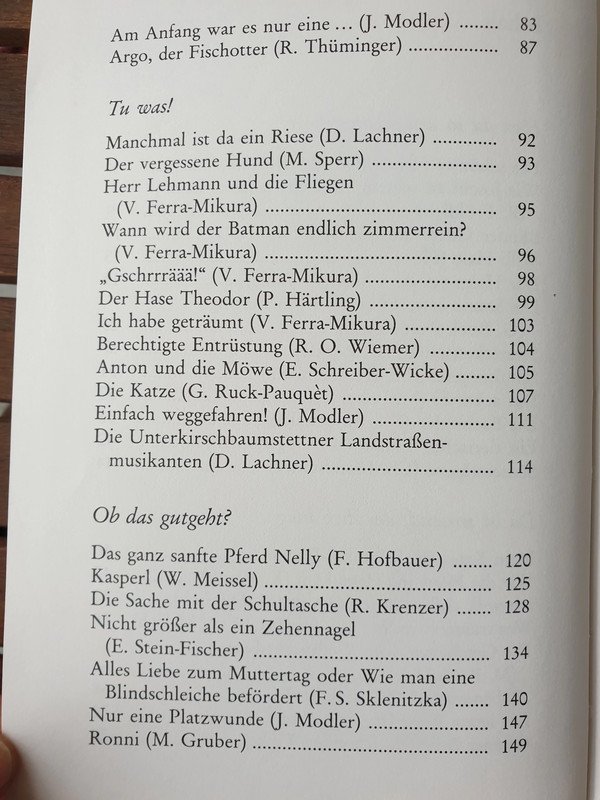 Am Anfang war es nur eine ... (J. Modler) ........ 83
Argo, der Fischotter (R. Thüminger) .................. 87
Tu was!
Manchmal ist da ein Riese (D. Lachner) ............. 92
Der vergessene Hund (M. Sperr) ......................... 93
Herr Lehmann und die Fliegen
(V. Ferra-Mikura) .............................................. 95
Wann wird der Batman endlich zimmerrein?
(V. Ferra-Mikura) .............................................. 96
„Gschrrräää!“ (V. Ferra-Mikura) .......................... 98
Der Hase Theodor (P. Härtling) .......................... 99
Ich habe geträumt (V. Ferra-Mikura) .................. 103
Berechtigte Entrüstung (R. O. Wiemer) ............. 104
Anton und die Möwe (E. Schreiber-Wicke) ........ 105
Die Katze (G. Ruck-Pauquèt) .............................. 107
Einfach weggefahren! (J. Modler) ........................ 111
Die Unterkirschbaumstettner Landstraßen-
musikanten (D. Lachner) .................................. 114
Ob das gutgeht?
Das ganz sanfte Pferd Nelly (F. Hofbauer) ........ 120
Kasperl (W. Meissel) .............................................. 125
Die Sache mit der Schultasche (R. Krenzer) ....... 128
Nicht größer als ein Zehennagel
(E. Stein-Fischer) ................................................ 134
Alles Liebe zum Muttertag oder Wie man eine
Blindschleiche befördert (F. S. Sklenitzka) ....... 140
Nur eine Platzwunde (J. Modler) ........................ 147
Ronni (M. Gruber) ................................................ 149